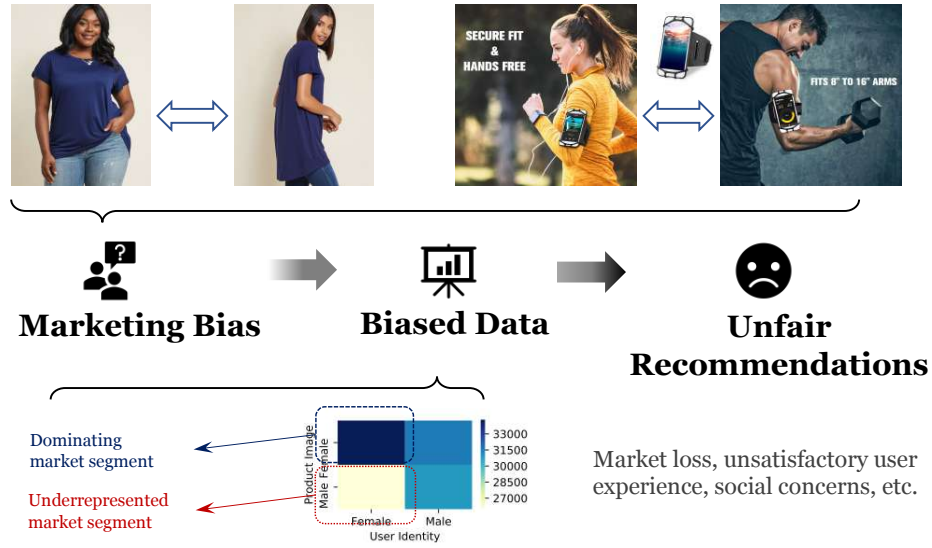 SECURE FIT
&
HANDS FREE
FITS 8" TO 16" ARMS
?
Marketing Bias
Biased Data
Unfair
Recommendations
Dominating
market segment
Underrepresented
market segment
Product Image
Male Female
33000
31500
30000
28500
27000
Female Male
User Identity
Market loss, unsatisfactory user
experience, social concerns, etc.